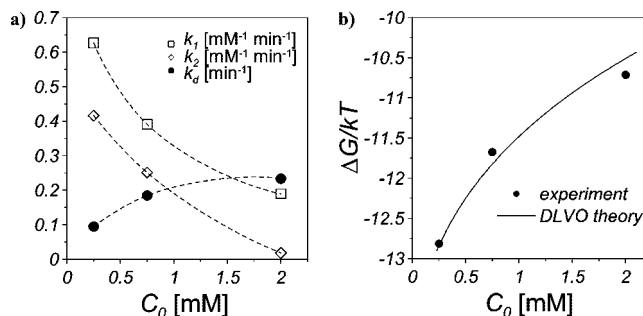 a)
0.7
0.6
0.5
0.4
0.3
0.2
0.1
0
k₁ [mM⁻¹ min⁻¹]
k₂ [mM⁻¹ min⁻¹]
k_d [min⁻¹]
0 0.5 1 1.5 2
C₀ [mM]
b)
-10
-10.5
-11
-11.5
-12
-12.5
-13
ΔG/kT
experiment
DLVO theory
0 0.5 1 1.5 2
C₀ [mM]